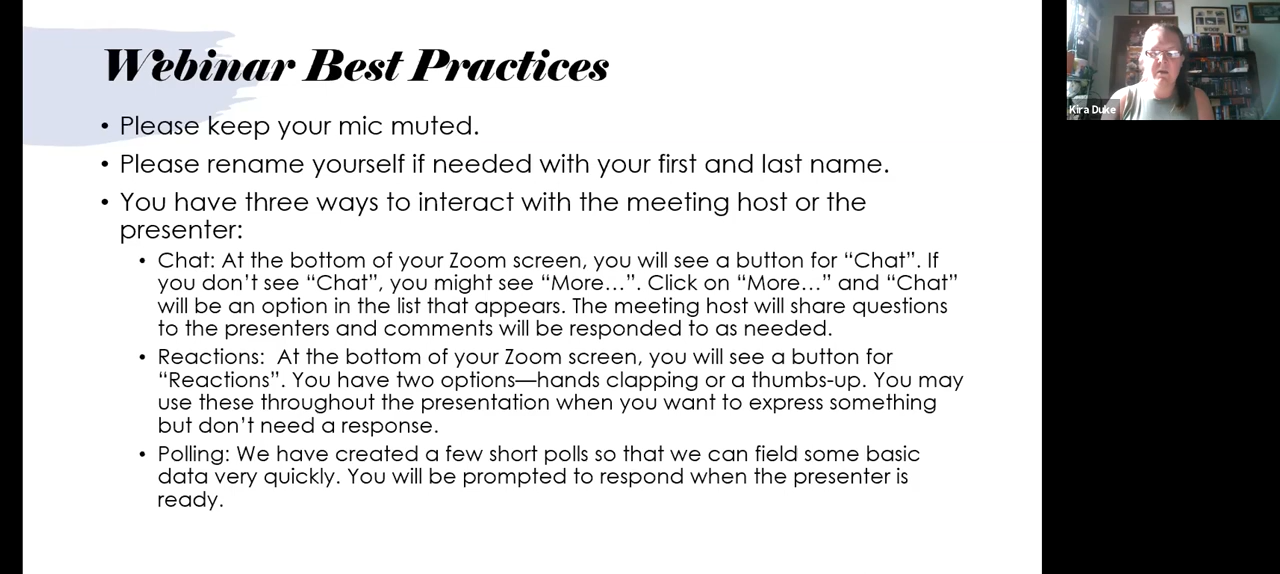 Webinar Best Practices
• Please keep your mic muted.
• Please rename yourself if needed with your first and last name.
• You have three ways to interact with the meeting host or the
presenter:
• Chat: At the bottom of your Zoom screen, you will see a button for “Chat”. If
you don’t see “Chat”, you might see “More…”. Click on “More…” and “Chat”
will be an option in the list that appears. The meeting host will share questions
to the presenters and comments will be responded to as needed.
• Reactions:  At the bottom of your Zoom screen, you will see a button for
“Reactions”. You have two options—hands clapping or a thumbs-up. You may
use these throughout the presentation when you want to express something
but don’t need a response.
• Polling: We have created a few short polls so that we can field some basic
data very quickly. You will be prompted to respond when the presenter is
ready.
Kira Duke